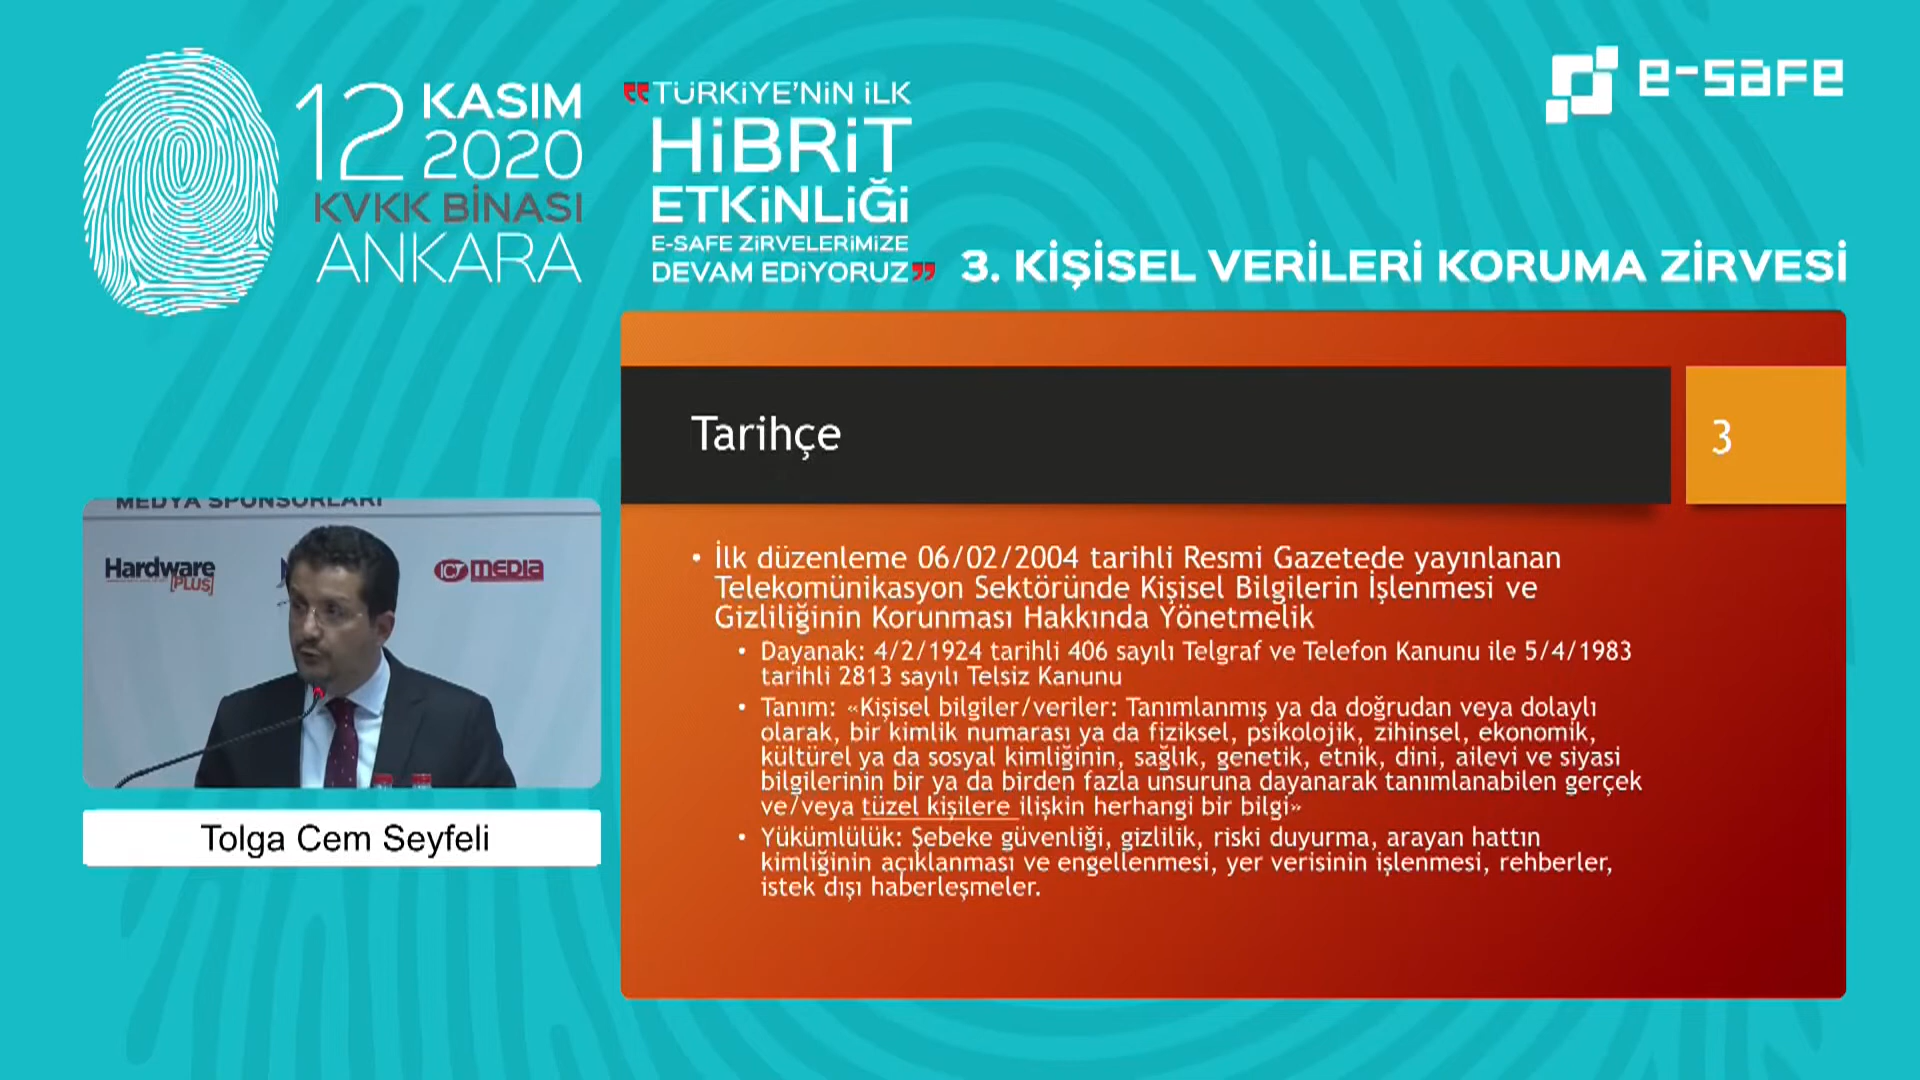 12 KASIM
2020
KVKK BİNASI
ANKARA
“TÜRKİYE'NİN İLK
HİBRİT
ETKİNLİĞİ
E-SAFE ZİRVELERİMİZE
DEVAM EDİYORUZ”
e-safe
3. KİŞİSEL VERİLERİ KORUMA ZİRVESİ
Tarihçe
3
• İlk düzenleme 06/02/2004 tarihli Resmi Gazetede yayınlanan
Telekomünikasyon Sektöründe Kişisel Bilgilerin İşlenmesi ve
Gizliliğinin Korunması Hakkında Yönetmelik
• Dayanak: 4/2/1924 tarihli 406 sayılı Telgraf ve Telefon Kanunu ile 5/4/1983
tarihli 2813 sayılı Telsiz Kanunu
• Tanım: «Kişisel bilgiler/veriler: Tanımlanmış ya da doğrudan veya dolaylı
olarak, bir kimlik numarası ya da fiziksel, psikolojik, zihinsel, ekonomik,
kültürel ya da sosyal kimliğinin, sağlık, genetik, etnik, dini, ailevi ve siyasi
bilgilerinin bir ya da birden fazla unsuruna dayanarak tanımlanabilen gerçek
ve/veya tüzel kişilere ilişkin herhangi bir bilgi»
• Yükümlülük: Şebeke güvenliği, gizlilik, riski duyurma, arayan hattın
kimliğinin açıklanması ve engellenmesi, yer verisinin işlenmesi, rehberler,
istek dışı haberleşmeler.
MEDYA SPONSORLARI
Hardware
[PLUS]
ICT MEDIA
Tolga Cem Seyfeli